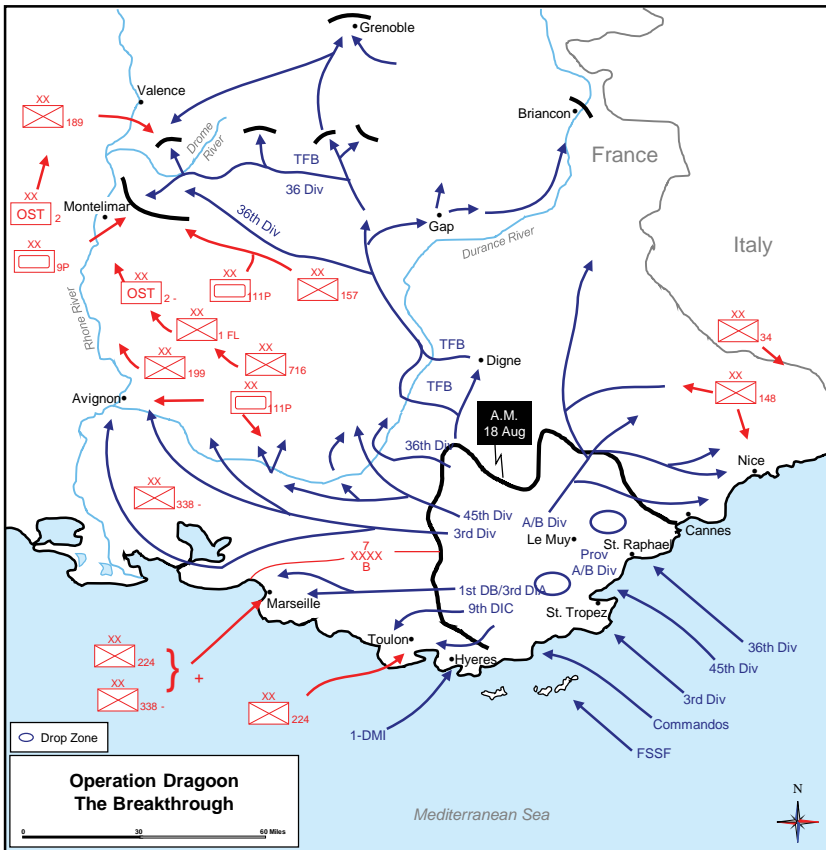 Grenoble
Valence
XX
189
Briancon
Drome
River
France
TFB
36 Div
XX
OST 2
Montelimar
36th Div
Gap
Durance River
Italy
XX
9P
XX
OST 2 -
XX
111P
XX
157
Rhone River
XX
1 FL
XX
34
XX
199
XX
716
TFB
Digne
TFB
XX
148
Avignon
XX
111P
A.M.
18 Aug
36th Div
Nice
XX
338 -
45th Div
3rd Div
A/B Div
Le Muy
Cannes
St. Raphael
Prov
A/B Div
7
XXXX
B
Marseille
1st DB/3rd DIA
9th DIC
St. Tropez
Toulon
Hyeres
36th Div
45th Div
3rd Div
Commandos
FSSF
1-DMI
XX
224
XX
338 -
} +
XX
224
Drop Zone
Operation Dragoon
The Breakthrough
0 30 60 Miles
Mediterranean Sea
N